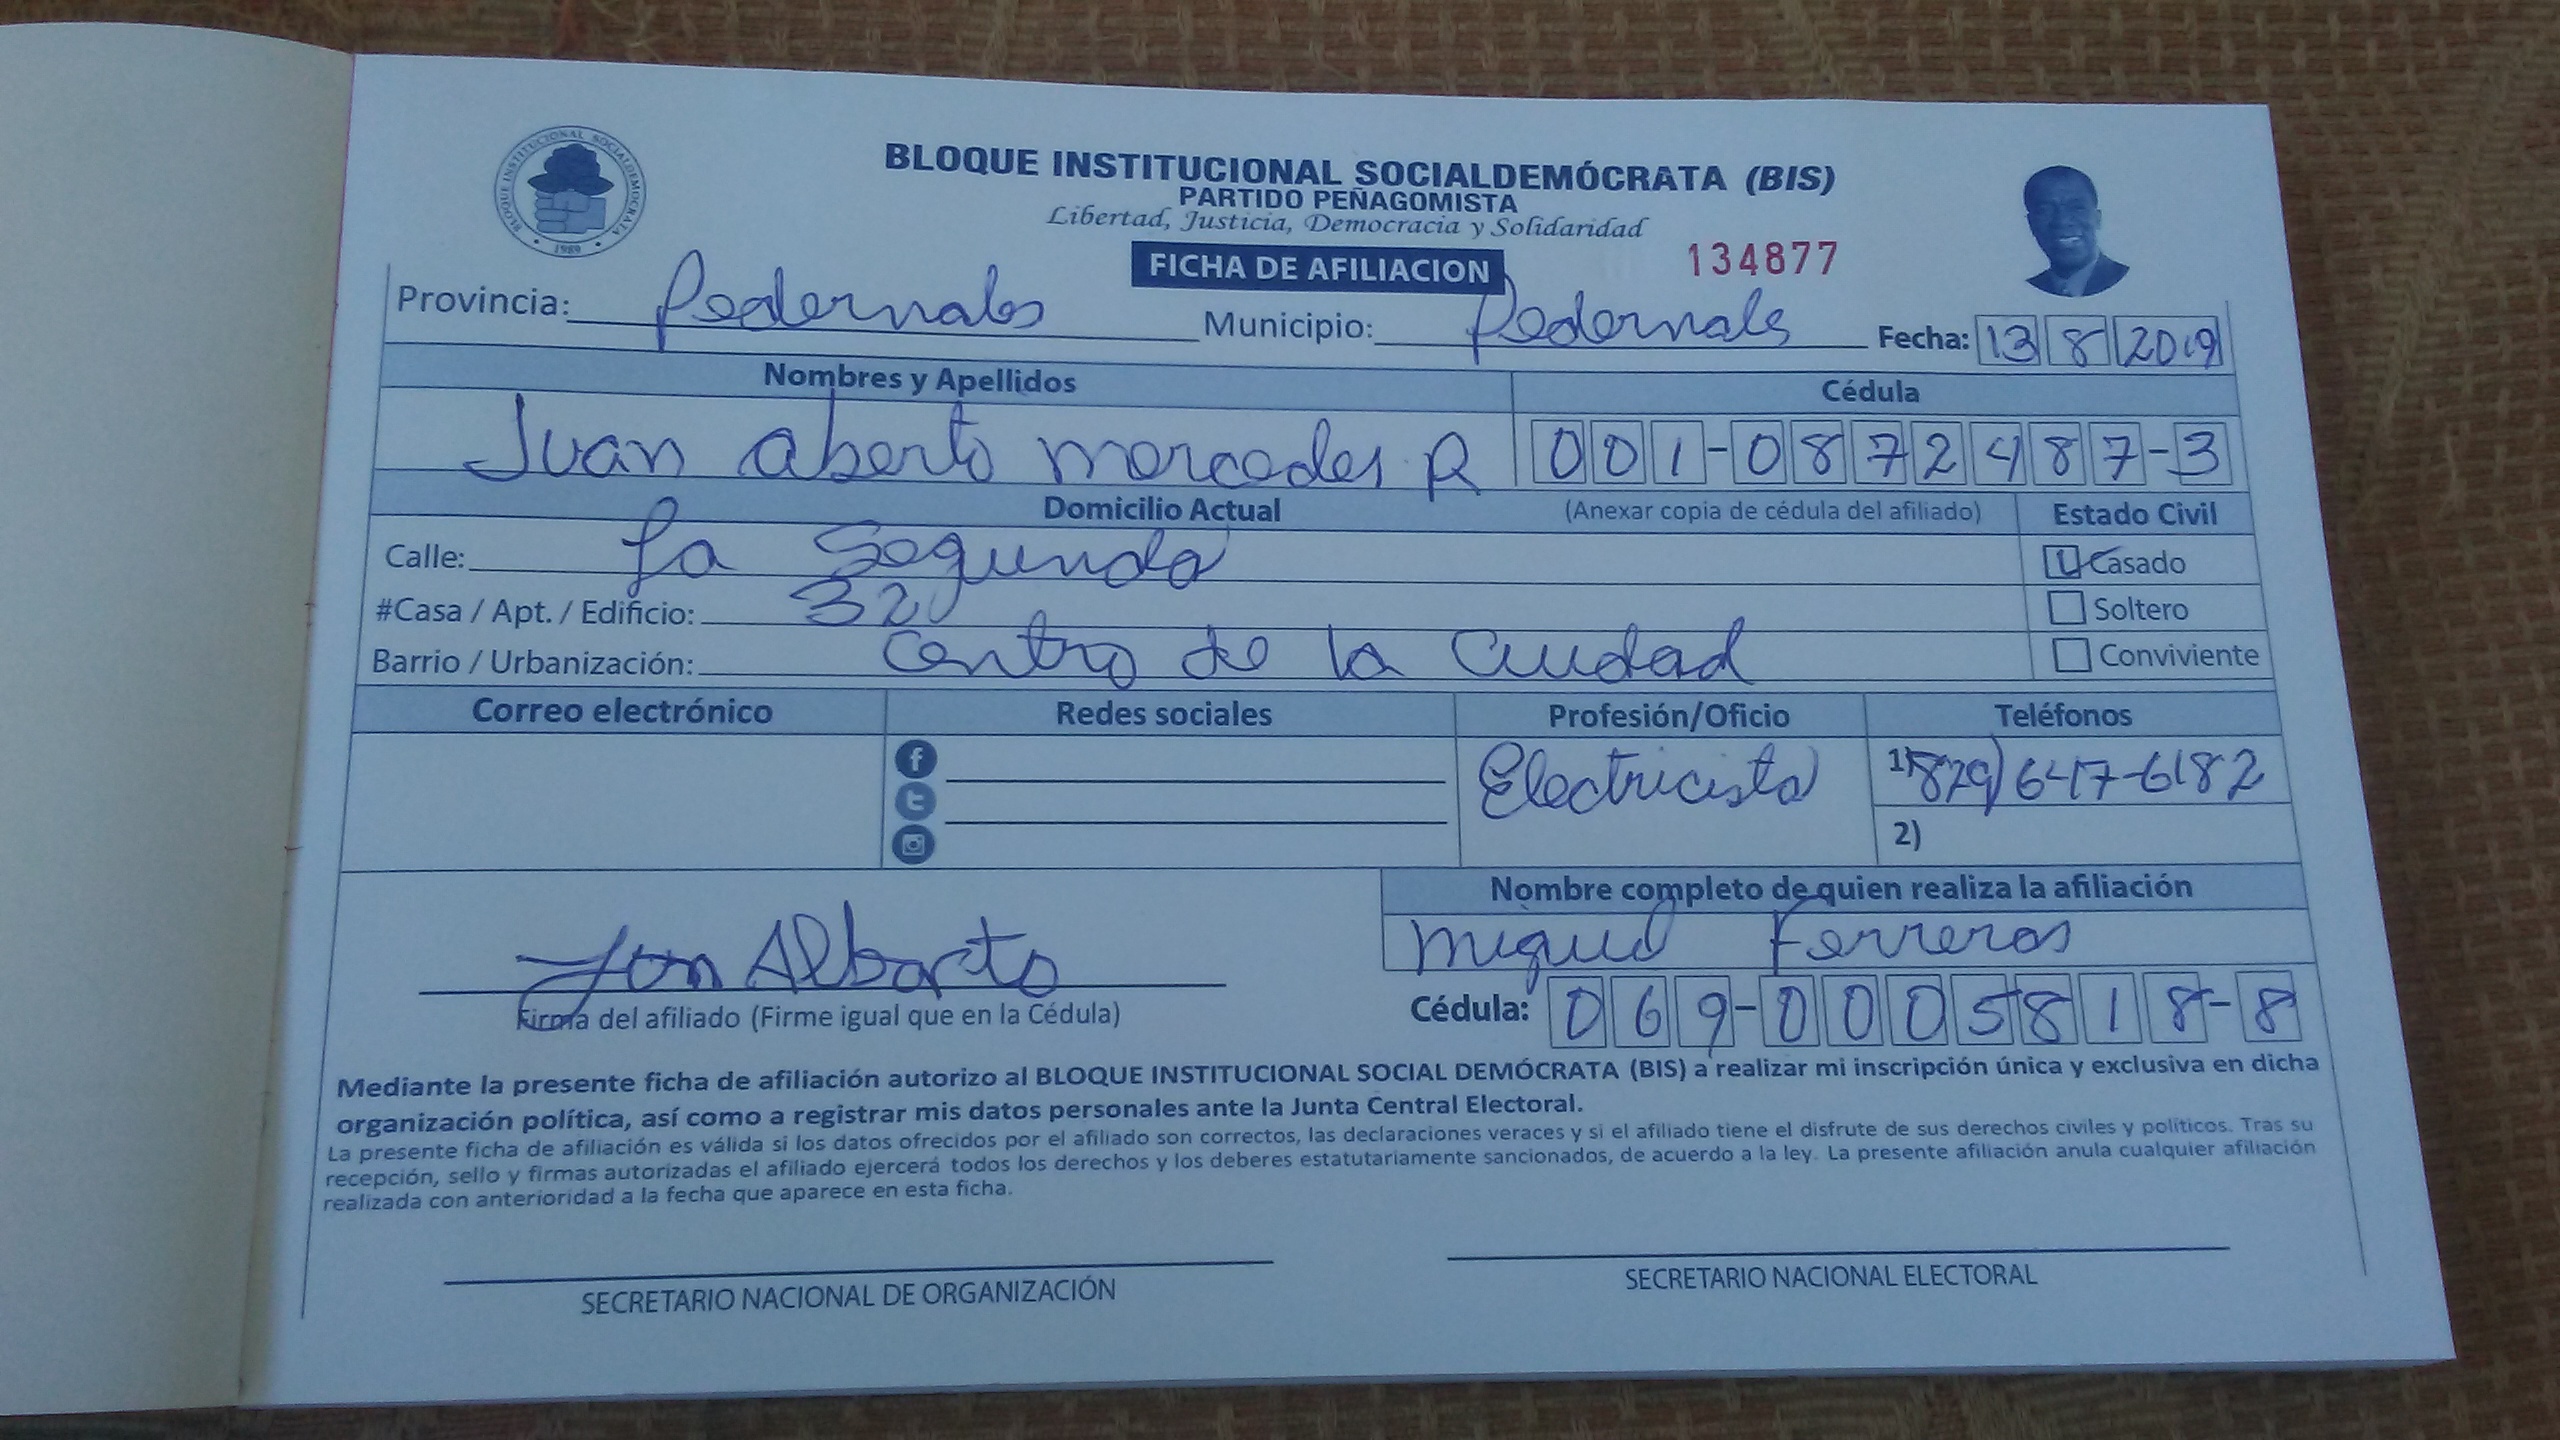 BLOQUE INSTITUCIONAL SOCIALDEMOCRATA
1989
BLOQUE INSTITUCIONAL SOCIALDEMÓCRATA (BIS)
PARTIDO PEÑAGOMISTA
Libertad, Justicia, Democracia y Solidaridad
FICHA DE AFILIACION 134877
Provincia: Pedernales Municipio: Pedernales Fecha: 13 8 2019
Nombres y Apellidos Cédula
Juan aberto mercedes R 001-0872487-3
Domicilio Actual (Anexar copia de cédula del afiliado) Estado Civil
Calle: La Segunda Casado
#Casa / Apt. / Edificio: 32 Soltero
Barrio / Urbanización: Centro de la Ciudad Conviviente
Correo electrónico Redes sociales Profesión/Oficio Teléfonos
Electricista 1) 829) 647-6182
2)
Nombre completo de quien realiza la afiliación
Miguel Ferreras
Jon Alberto
Firma del afiliado (Firme igual que en la Cédula) Cédula: 069-0005818-8
Mediante la presente ficha de afiliación autorizo al BLOQUE INSTITUCIONAL SOCIAL DEMÓCRATA (BIS) a realizar mi inscripción única y exclusiva en dicha
organización política, así como a registrar mis datos personales ante la Junta Central Electoral.
La presente ficha de afiliación es válida si los datos ofrecidos por el afiliado son correctos, las declaraciones veraces y si el afiliado tiene el disfrute de sus derechos civiles y políticos. Tras su
recepción, sello y firmas autorizadas el afiliado ejercerá todos los derechos y los deberes estatutariamente sancionados, de acuerdo a la ley. La presente afiliación anula cualquier afiliación
realizada con anterioridad a la fecha que aparece en esta ficha.
SECRETARIO NACIONAL DE ORGANIZACIÓN SECRETARIO NACIONAL ELECTORAL